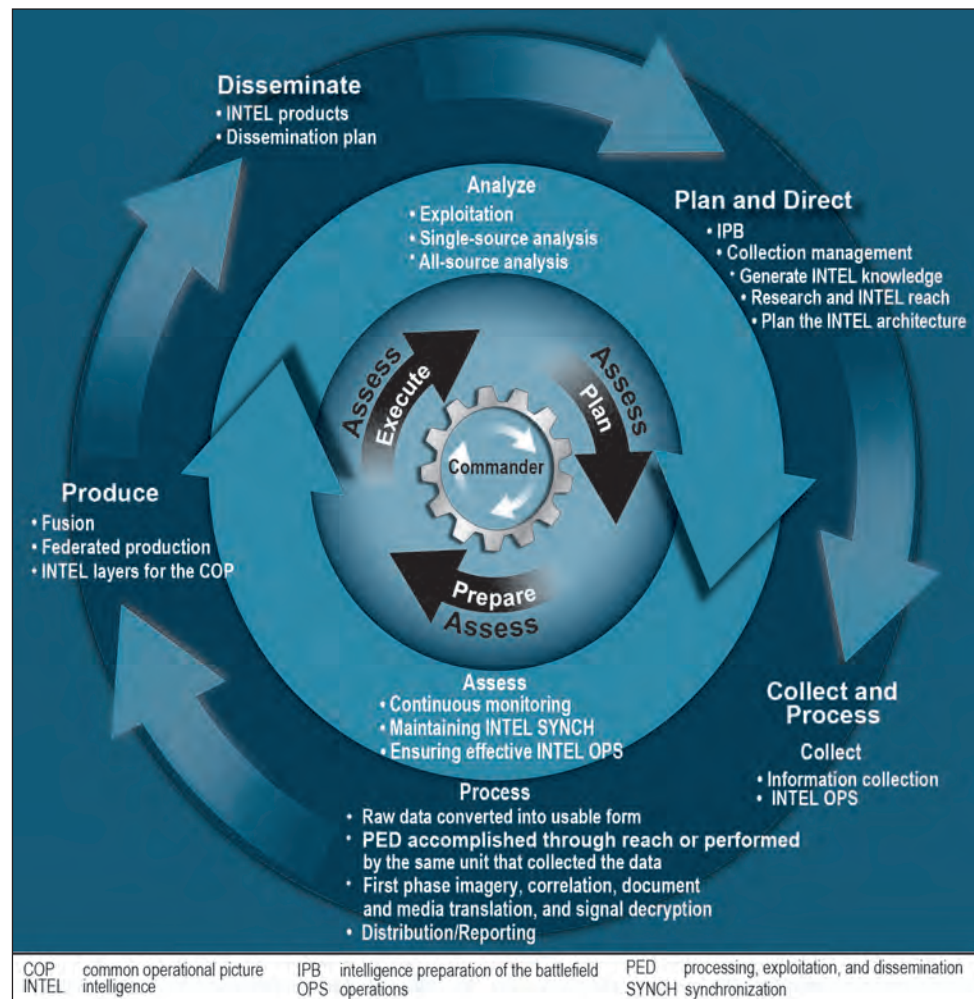 Disseminate
• INTEL products
• Dissemination plan
Analyze
• Exploitation
• Single-source analysis
• All-source analysis
Plan and Direct
• IPB
• Collection management
• Generate INTEL knowledge
• Research and INTEL reach
• Plan the INTEL architecture
Assess
Execute
Assess
Plan
Commander
Prepare
Assess
Produce
• Fusion
• Federated production
• INTEL layers for the COP
Assess
• Continuous monitoring
• Maintaining INTEL SYNCH
• Ensuring effective INTEL OPS
Collect and
Process
Collect
• Information collection
• INTEL OPS
Process
• Raw data converted into usable form
• PED accomplished through reach or performed
by the same unit that collected the data
• First phase imagery, correlation, document
and media translation, and signal decryption
• Distribution/Reporting
COP common operational picture IPB intelligence preparation of the battlefield PED processing, exploitation, and dissemination
INTEL intelligence OPS operations SYNCH synchronization